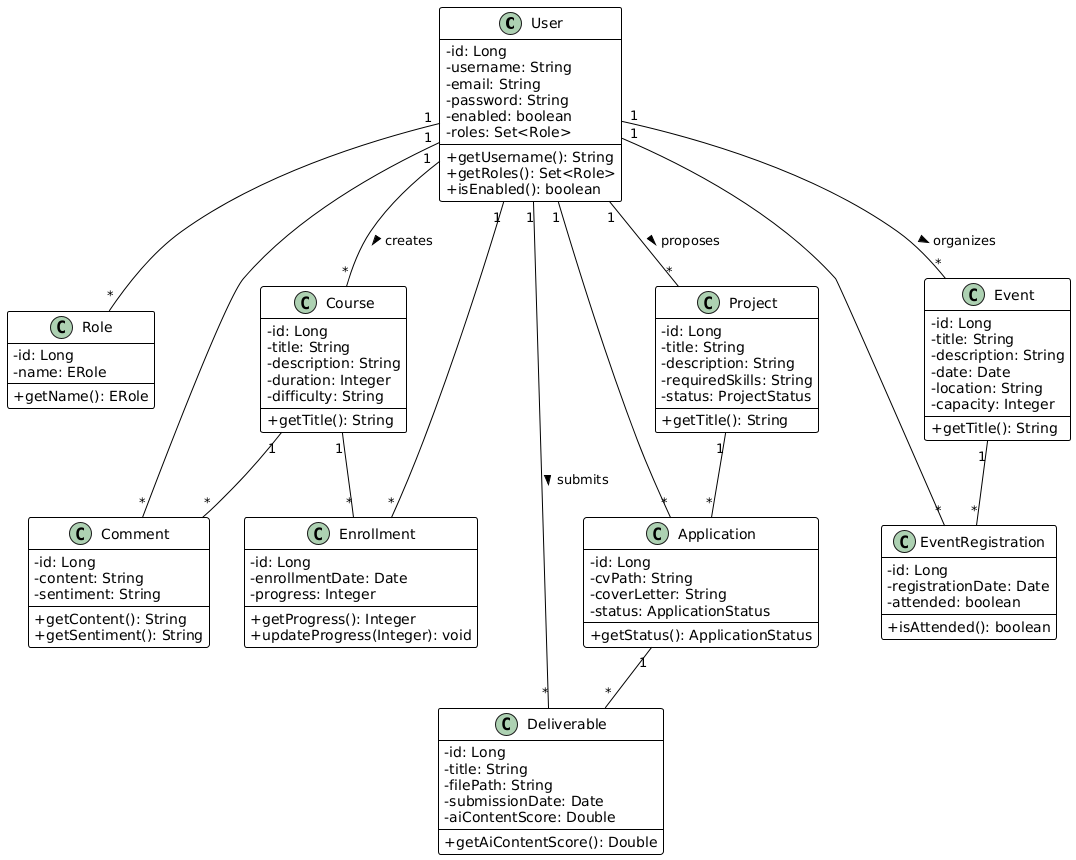 C User
-id: Long
-username: String
-email: String
-password: String
-enabled: boolean
-roles: Set<Role>
+getUsername(): String
+getRoles(): Set<Role>
+isEnabled(): boolean
1
1
1
1
1
1
1
1
1
creates
proposes
organizes
*
*
*
*
C Role
-id: Long
-name: ERole
+getName(): ERole
C Course
-id: Long
-title: String
-description: String
-duration: Integer
-difficulty: String
+getTitle(): String
C Project
-id: Long
-title: String
-description: String
-requiredSkills: String
-status: ProjectStatus
+getTitle(): String
C Event
-id: Long
-title: String
-description: String
-date: Date
-location: String
-capacity: Integer
+getTitle(): String
1
1
1
1
submits
*
*
*
*
*
*
*
*
C Comment
-id: Long
-content: String
-sentiment: String
+getContent(): String
+getSentiment(): String
C Enrollment
-id: Long
-enrollmentDate: Date
-progress: Integer
+getProgress(): Integer
+updateProgress(Integer): void
C Application
-id: Long
-cvPath: String
-coverLetter: String
-status: ApplicationStatus
+getStatus(): ApplicationStatus
C EventRegistration
-id: Long
-registrationDate: Date
-attended: boolean
+isAttended(): boolean
1
*
*
C Deliverable
-id: Long
-title: String
-filePath: String
-submissionDate: Date
-aiContentScore: Double
+getAiContentScore(): Double